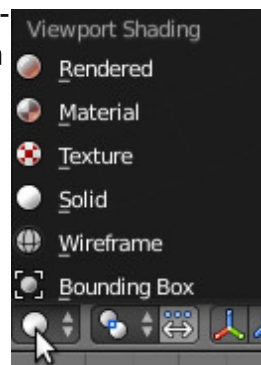 Viewport Shading
Rendered
Material
Texture
Solid
Wireframe
Bounding Box